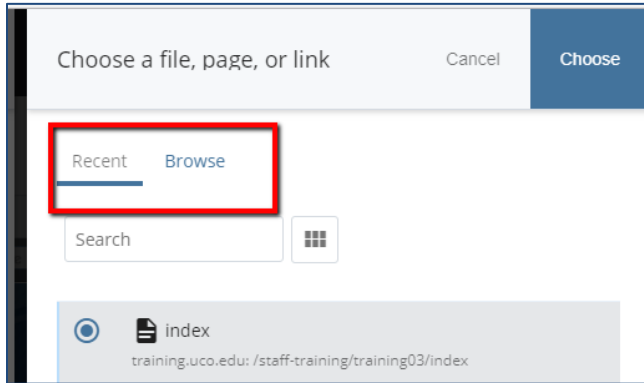 Choose a file, page, or link Cancel Choose
Recent Browse
Search
index
training.uco.edu: /staff-training/training03/index